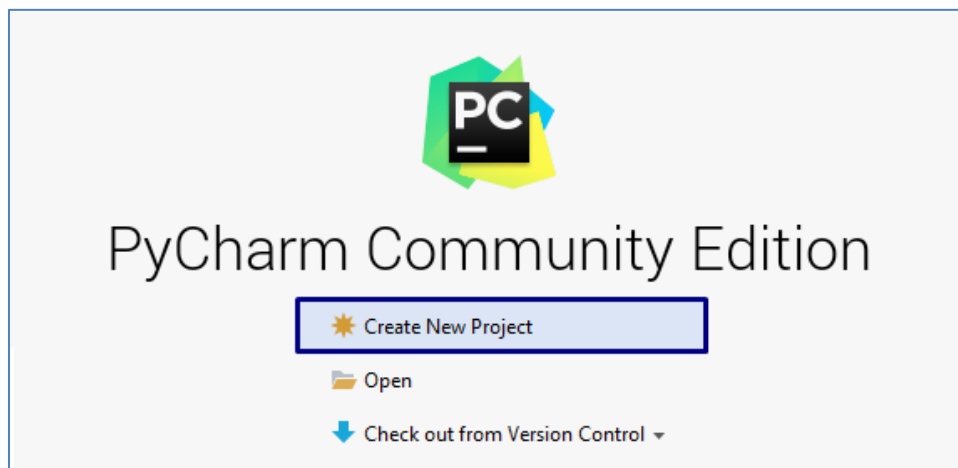 PC
PyCharm Community Edition
Create New Project
Open
Check out from Version Control